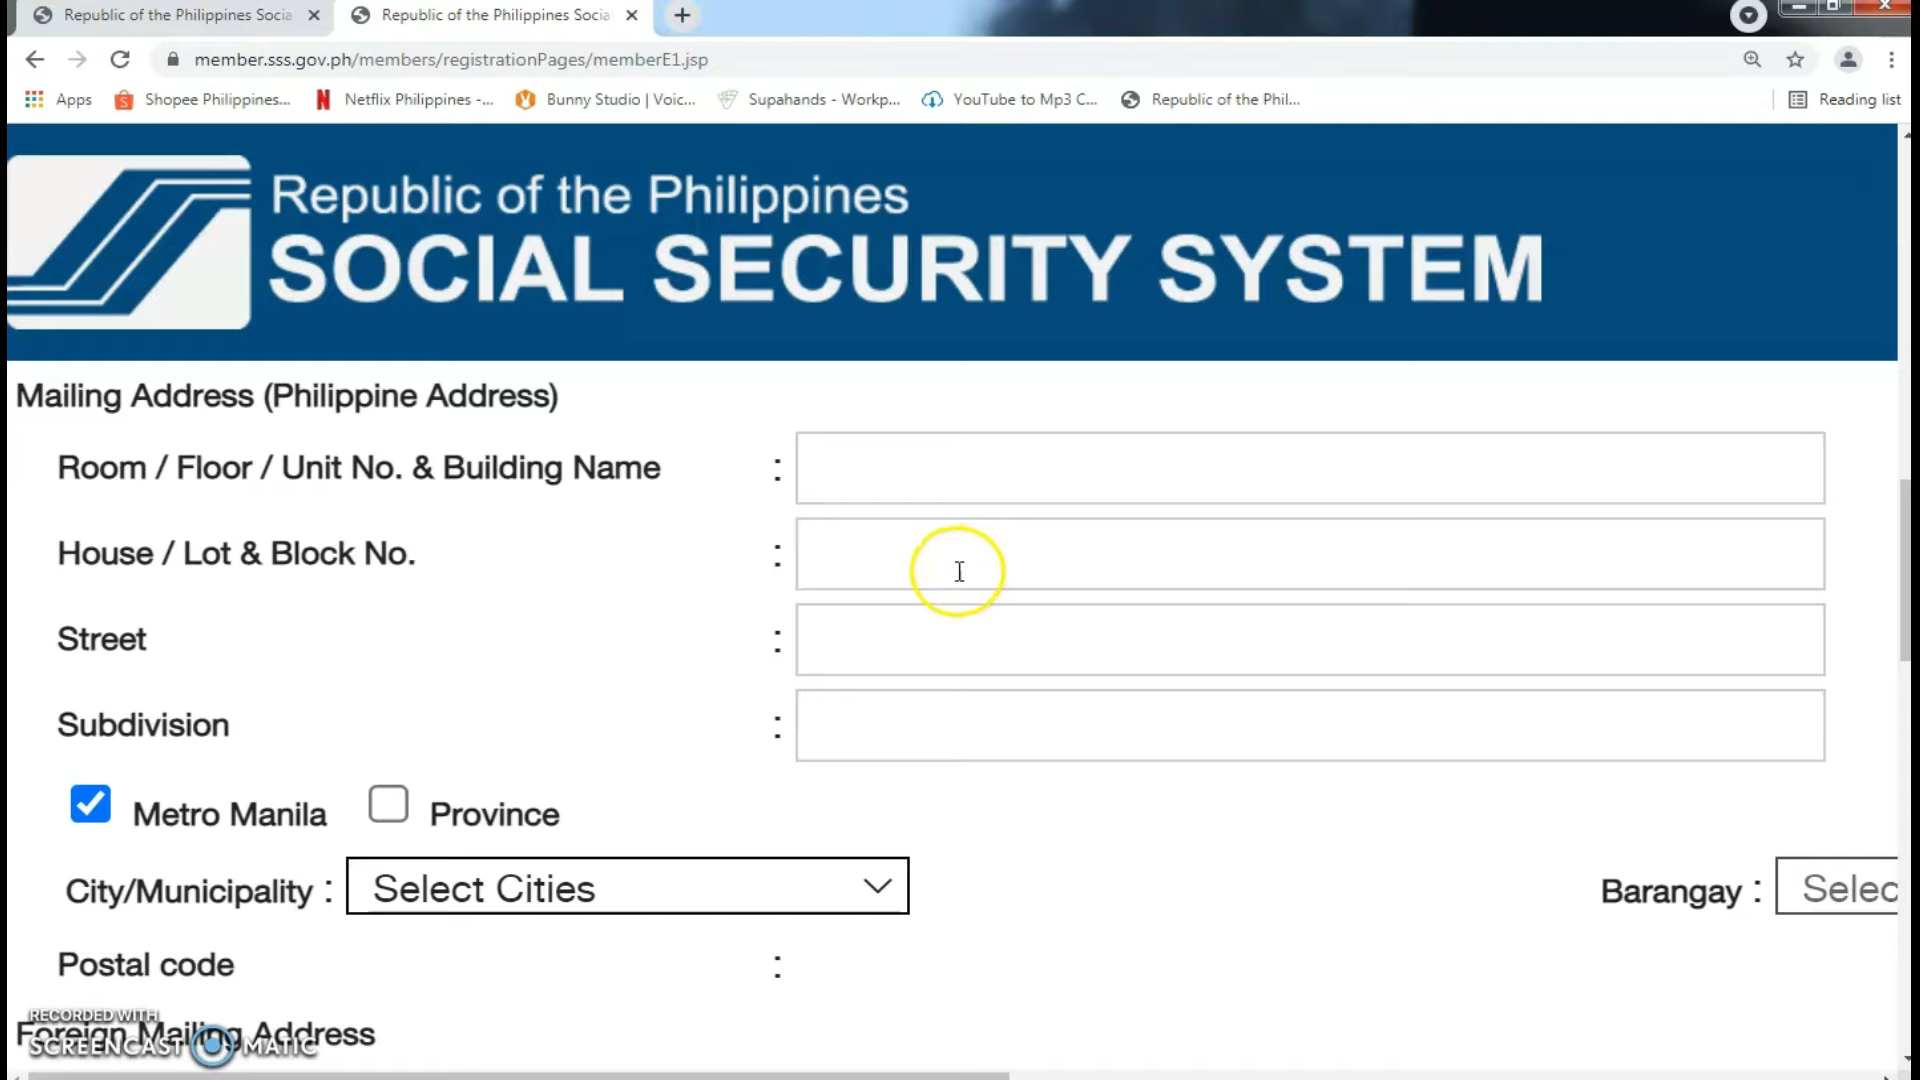 Republic of the Philippines Socia
Republic of the Philippines Socia
member.sss.gov.ph/members/registrationPages/memberE1.jsp
Apps Shopee Philippines... Netflix Philippines -... Bunny Studio | Voic... Supahands - Workp... YouTube to Mp3 C... Republic of the Phil... Reading list
Republic of the Philippines
SOCIAL SECURITY SYSTEM
Mailing Address (Philippine Address)
Room / Floor / Unit No. & Building Name :
House / Lot & Block No. :
Street :
Subdivision :
Metro Manila Province
City/Municipality : Select Cities Barangay : Selec
Postal code :
Foreign Mailing Address
RECORDED WITH
SCREENCAST MATIC